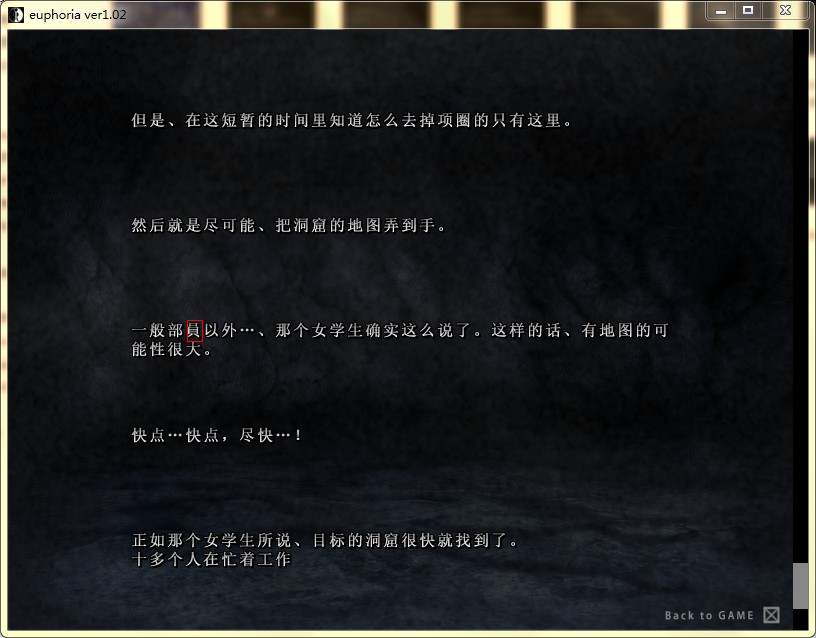 euphoria ver1.02
但是、在这短暂的时间里知道怎么去掉项圈的只有这里。
然后就是尽可能、把洞窟的地图弄到手。
一般部員以外…、那个女学生确实这么说了。这样的话、有地图的可
能性很大。
快点…快点，尽快…！
正如那个女学生所说、目标的洞窟很快就找到了。
十多个人在忙着工作
Back to GAME